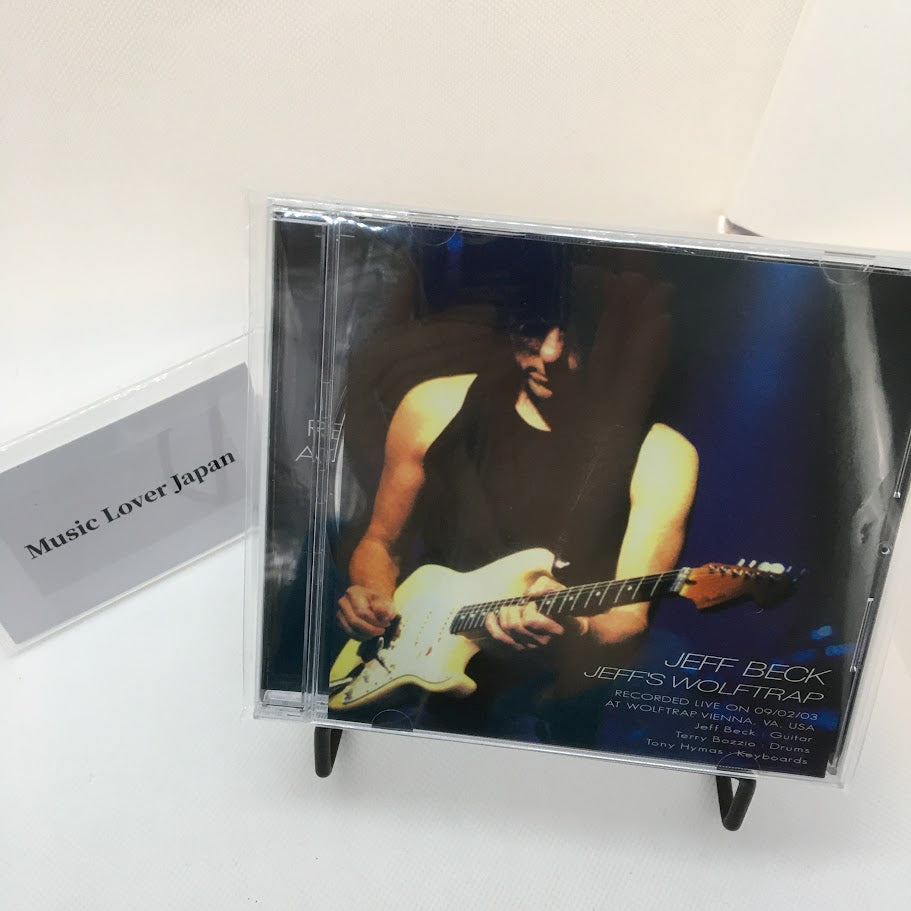 Music Lover Japan
JEFF BECK
JEFF'S WOLFTRAP
RECORDED LIVE ON 09/02/03
AT WOLFTRAP VIENNA, VA, USA
Jeff Beck : Guitar
Terry Bozzio : Drums
Tony Hymas : Keyboards